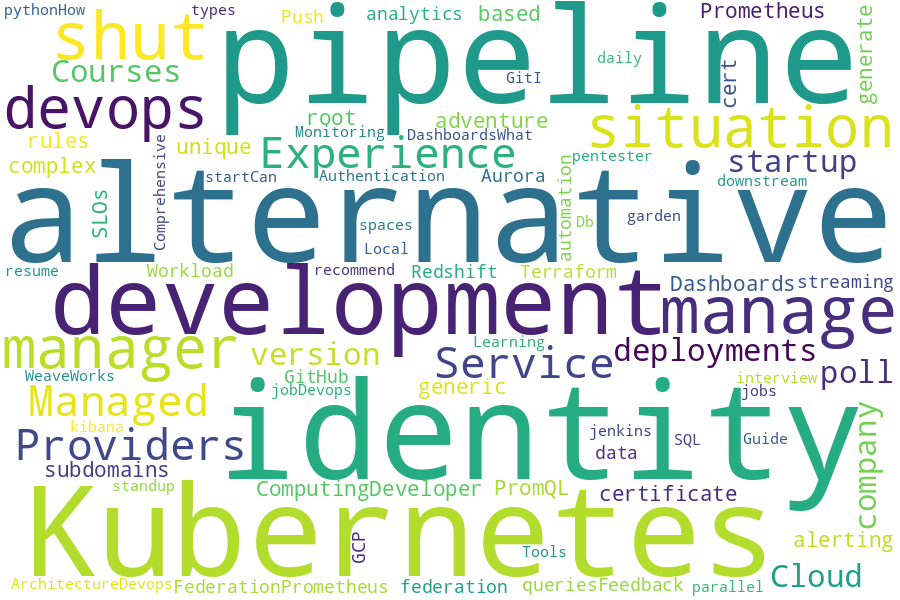 pythonHow types Push analytics based Prometheus
shut pipeline generate
Courses GitI daily cert
devops root adventure situation
Monitoring DashboardsWhat
rules unique Experience pentester startup
complex Comprehensive startCan Authentication Aurora automation downstream
alternative
SLOs spaces Db garden
Local
resume Workload recommend Redshift Terraform Dashboards streaming
development manage
manager version Learning Service deployments
WeaveWorks GitHub generic interview poll
Managed jobDevops identity jobs
kibana jenkins SQL Guide company
Providers data
subdomains
standup ComputingDeveloper PromQL certificate
Kubernetes GCP Tools alerting
Cloud
ArchitectureDevops FederationPrometheus federation queriesFeedback parallel